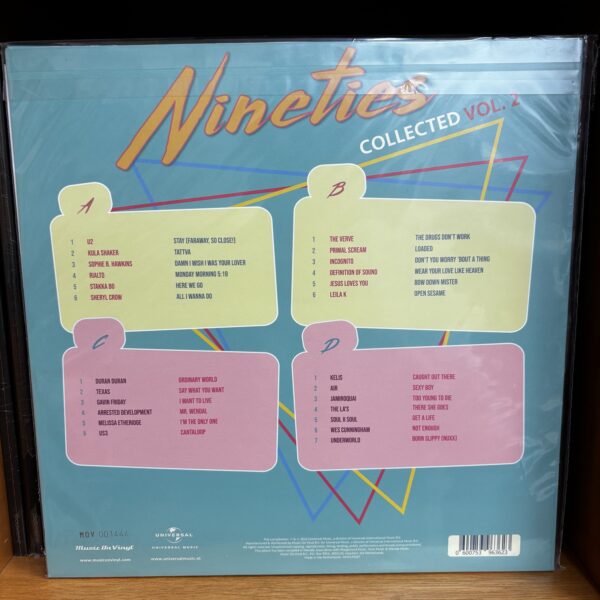 Nineties
COLLECTED VOL. 2
A
1 U2 STAY (FARAWAY, SO CLOSE!)
2 KULA SHAKER TATTVA
3 SOPHIE B. HAWKINS DAMN I WISH I WAS YOUR LOVER
4 RIALTO MONDAY MORNING 5:19
5 STAKKA BO HERE WE GO
6 SHERYL CROW ALL I WANNA DO
B
1 THE VERVE THE DRUGS DON'T WORK
2 PRIMAL SCREAM LOADED
3 INCOGNITO DON'T YOU WORRY 'BOUT A THING
4 DEFINITION OF SOUND WEAR YOUR LOVE LIKE HEAVEN
5 JESUS LOVES YOU BOW DOWN MISTER
6 LEILA K OPEN SESAME
C
1 DURAN DURAN ORDINARY WORLD
2 TEXAS SAY WHAT YOU WANT
3 GAVIN FRIDAY I WANT TO LIVE
4 ARRESTED DEVELOPMENT MR. WENDAL
5 MELISSA ETHERIDGE I'M THE ONLY ONE
6 US3 CANTALOOP
D
1 KELIS CAUGHT OUT THERE
2 AIR SEXY BOY
3 JAMIROQUAI TOO YOUNG TO DIE
4 THE LA'S THERE SHE GOES
5 SOUL II SOUL GET A LIFE
6 WES CUNNINGHAM NOT ENOUGH
7 UNDERWORLD BORN SLIPPY (NUXX)
MOV 001444
Music On Vinyl
www.musiconvinyl.com
UNIVERSAL
UNIVERSAL MUSIC
www.universalmusic.nl
0 600753 963623